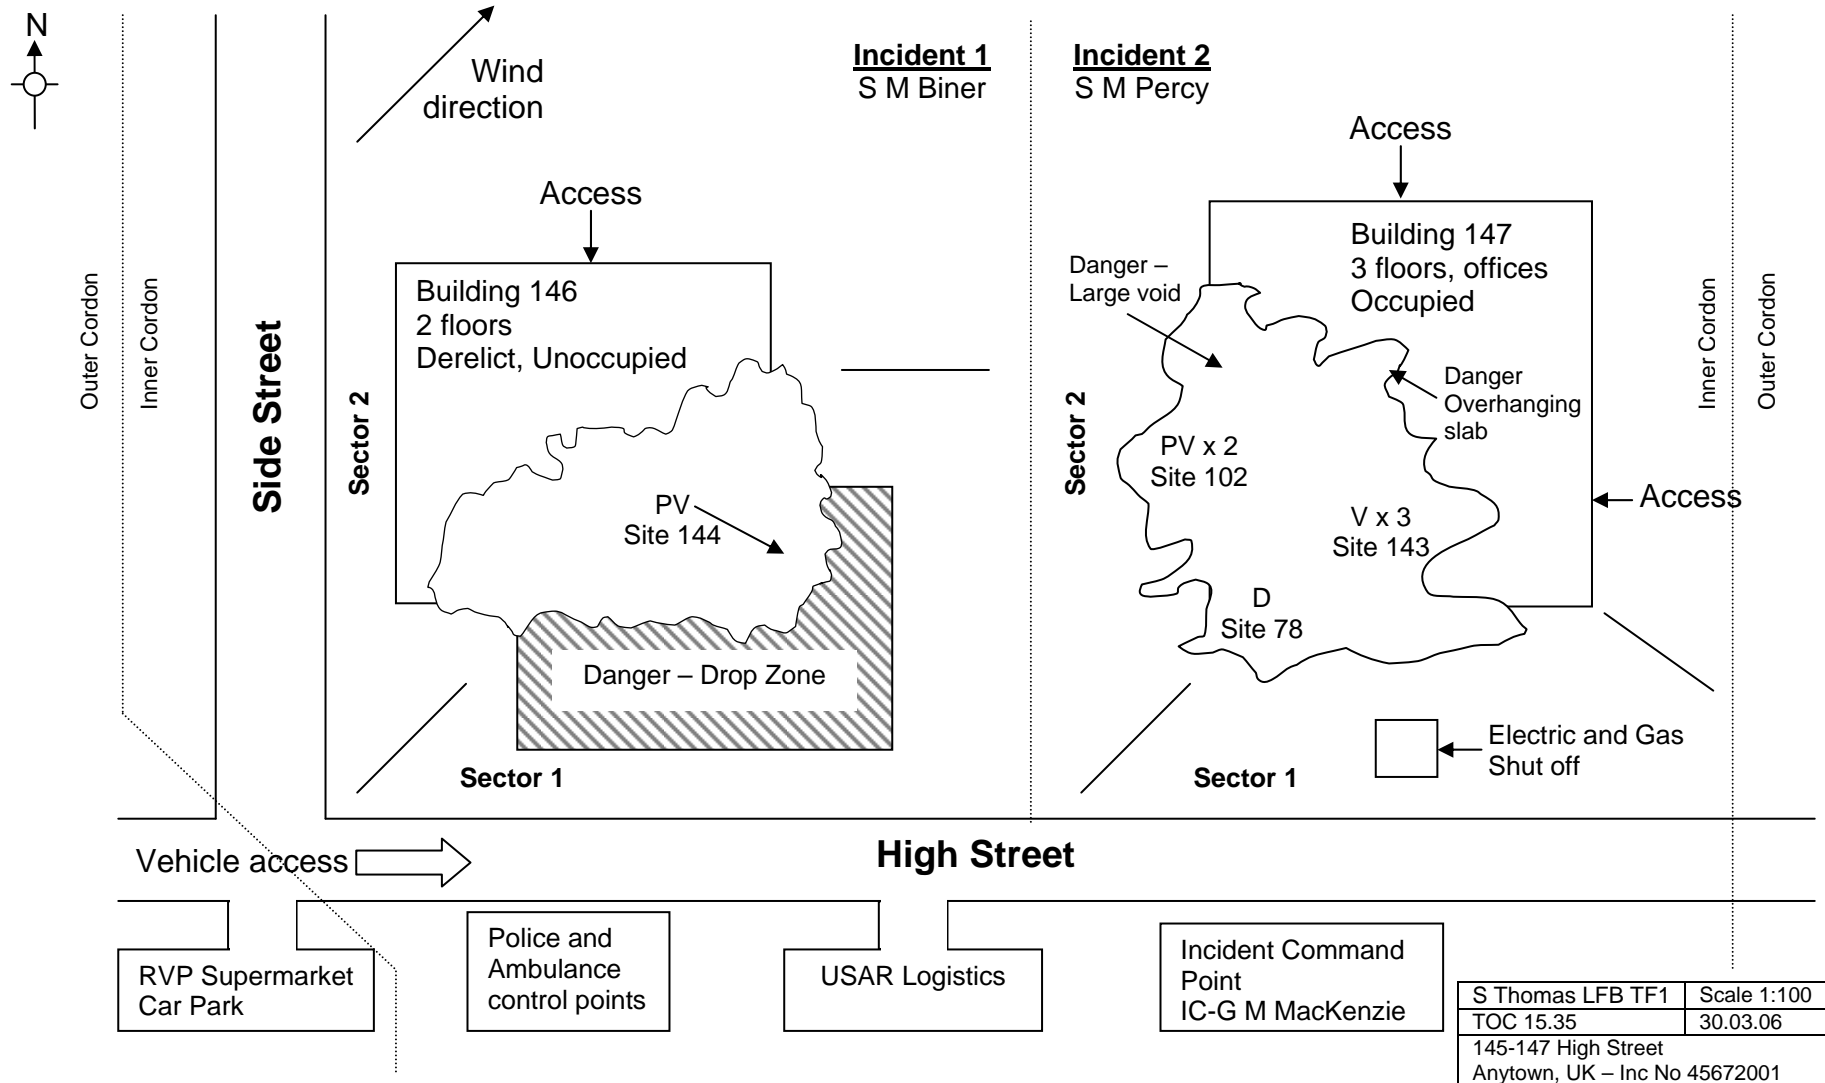 N
Wind
direction
Incident 1
S M Biner
Incident 2
S M Percy
Access
Access
Outer Cordon
Inner Cordon
Side Street
Sector 2
Building 146
2 floors
Derelict, Unoccupied
PV
Site 144
Danger – Drop Zone
Sector 1
Danger –
Large void
Building 147
3 floors, offices
Occupied
Danger
Overhanging
slab
Sector 2
PV x 2
Site 102
V x 3
Site 143
D
Site 78
Access
Inner Cordon
Outer Cordon
Sector 1
Electric and Gas
Shut off
Vehicle access
High Street
RVP Supermarket
Car Park
Police and
Ambulance
control points
USAR Logistics
Incident Command
Point
IC-G M MacKenzie
S Thomas LFB TF1
Scale 1:100
TOC 15.35
30.03.06
145-147 High Street
Anytown, UK – Inc No 45672001